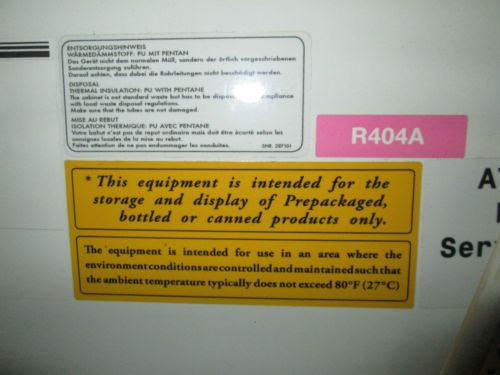 ENTSORGUNGSHINWEIS
WÄRMEDÄMMSTOFF: PU MIT PENTAN
Das Gerät nicht dem normalen Müll, sondern der örtlich vorgeschriebenen
Sonderentsorgung zuführen.
Darauf achten, dass dabei die Rohrleitungen nicht beschädigt werden.
DISPOSAL
THERMAL INSULATION: PU WITH PENTANE
The cabinet is not standard waste but has to be disposed compliance
with local waste disposal regulations.
Make sure that the tubes are not damaged.
MISE AU REBUT
ISOLATION THERMIQUE: PU AVEC PENTANE
Votre bahut n'est pas de rebut ordinaire mais doit être écarté selon les
consignes locales de la mise au rebut.
Faites attention de ne pas endommager les conduites.
SNR. 287551
R404A
* This equipment is intended for the
storage and display of Prepackaged,
bottled or canned products only.
The equipment is intended for use in an area where the
environment conditions are controlled and maintained such that
the ambient temperature typically does not exceed 80°F (27°C)
Ser